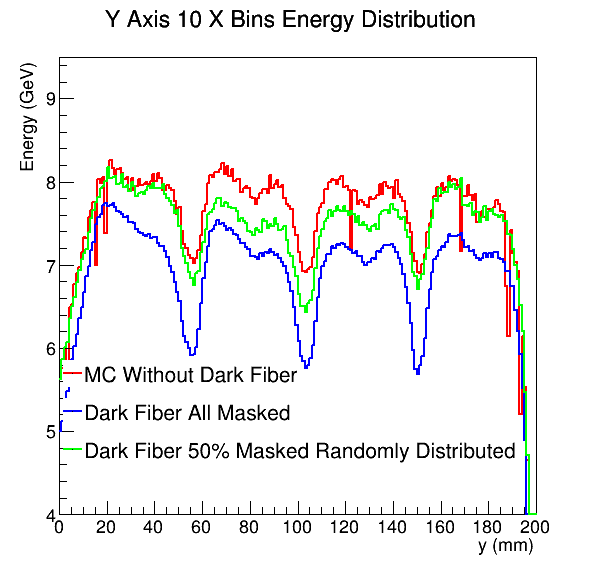 Y Axis 10 X Bins Energy Distribution
Energy (GeV)
9
8
7
6
5
4
MC Without Dark Fiber
Dark Fiber All Masked
Dark Fiber 50% Masked Randomly Distributed
0 20 40 60 80 100 120 140 160 180 200
y (mm)